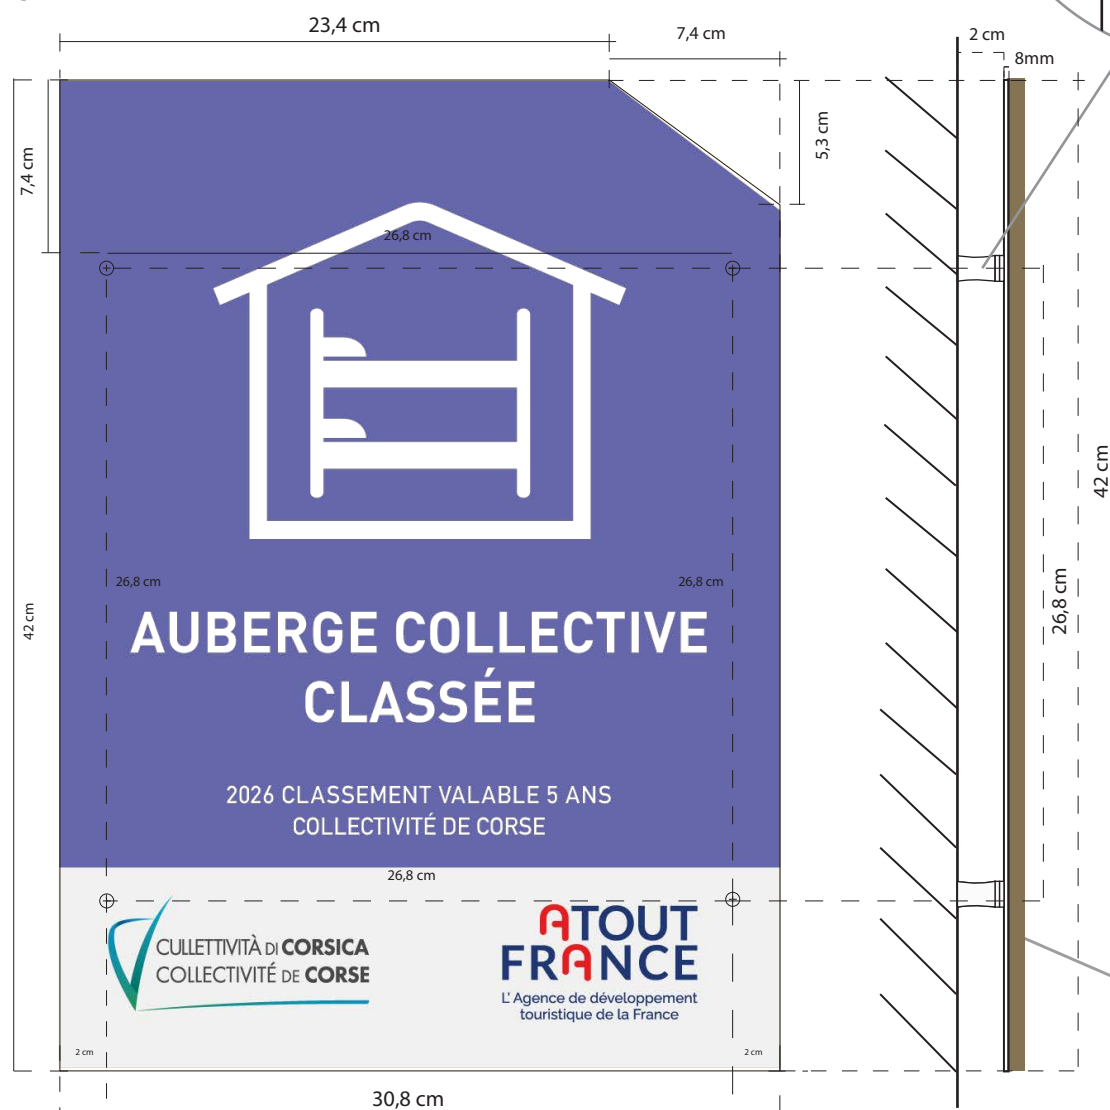 23,4 cm
7,4 cm
2 cm
8mm
7,4 cm
5,3 cm
26,8 cm
42 cm
26,8 cm
26,8 cm
26,8 cm
42 cm
AUBERGE COLLECTIVE
CLASSÉE
2026 CLASSEMENT VALABLE 5 ANS
COLLECTIVITÉ DE CORSE
26,8 cm
CULLETTIVITÀ DI CORSICA
COLLECTIVITÉ DE CORSE
ATOUT
FRANCE
L'Agence de développement
touristique de la France
2 cm
2 cm
30,8 cm